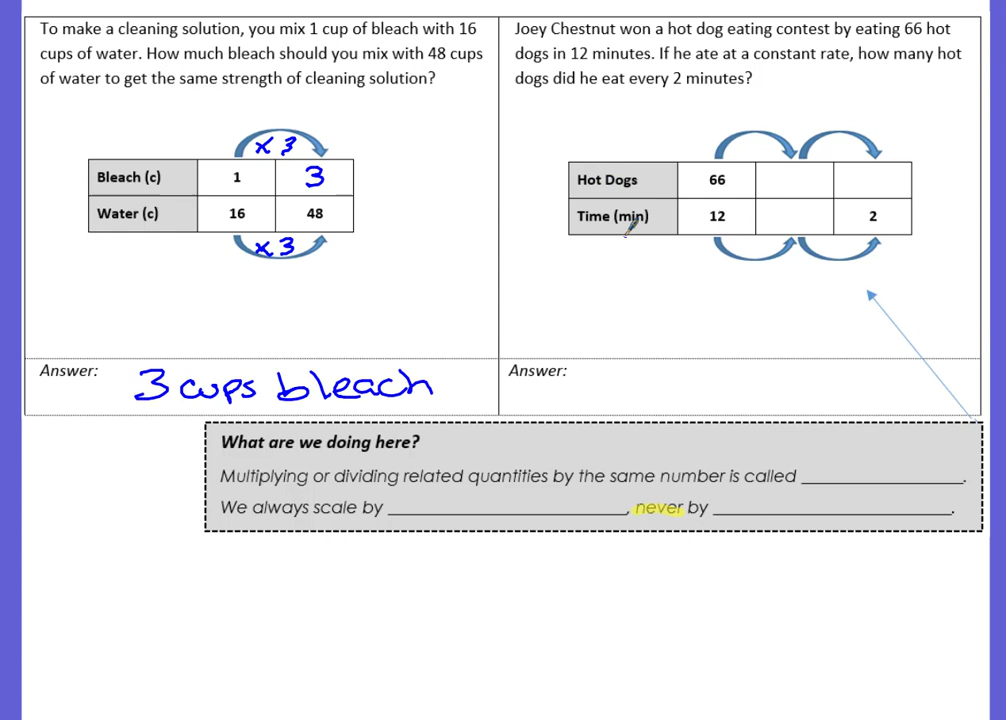 To make a cleaning solution, you mix 1 cup of bleach with 16
cups of water. How much bleach should you mix with 48 cups
of water to get the same strength of cleaning solution?
x 3
Bleach (c) 1 3
Water (c) 16 48
x 3
Answer: 3 cups bleach
Joey Chestnut won a hot dog eating contest by eating 66 hot
dogs in 12 minutes. If he ate at a constant rate, how many hot
dogs did he eat every 2 minutes?
Hot Dogs 66
Time (min) 12 2
Answer:
What are we doing here?
Multiplying or dividing related quantities by the same number is called ____________________.
We always scale by ______________________________, never by ______________________________.